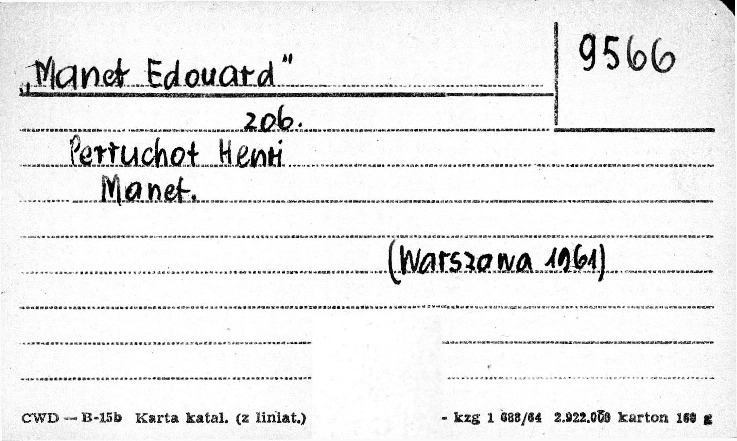 „Manet Edouard"
9566
zob.
Perruchot Henri
Manet.
(Warszawa 1961)
CWD — B-15b Karta katal. (z liniat.)
- kzg 1 688/64 2.922.000 karton 160 g